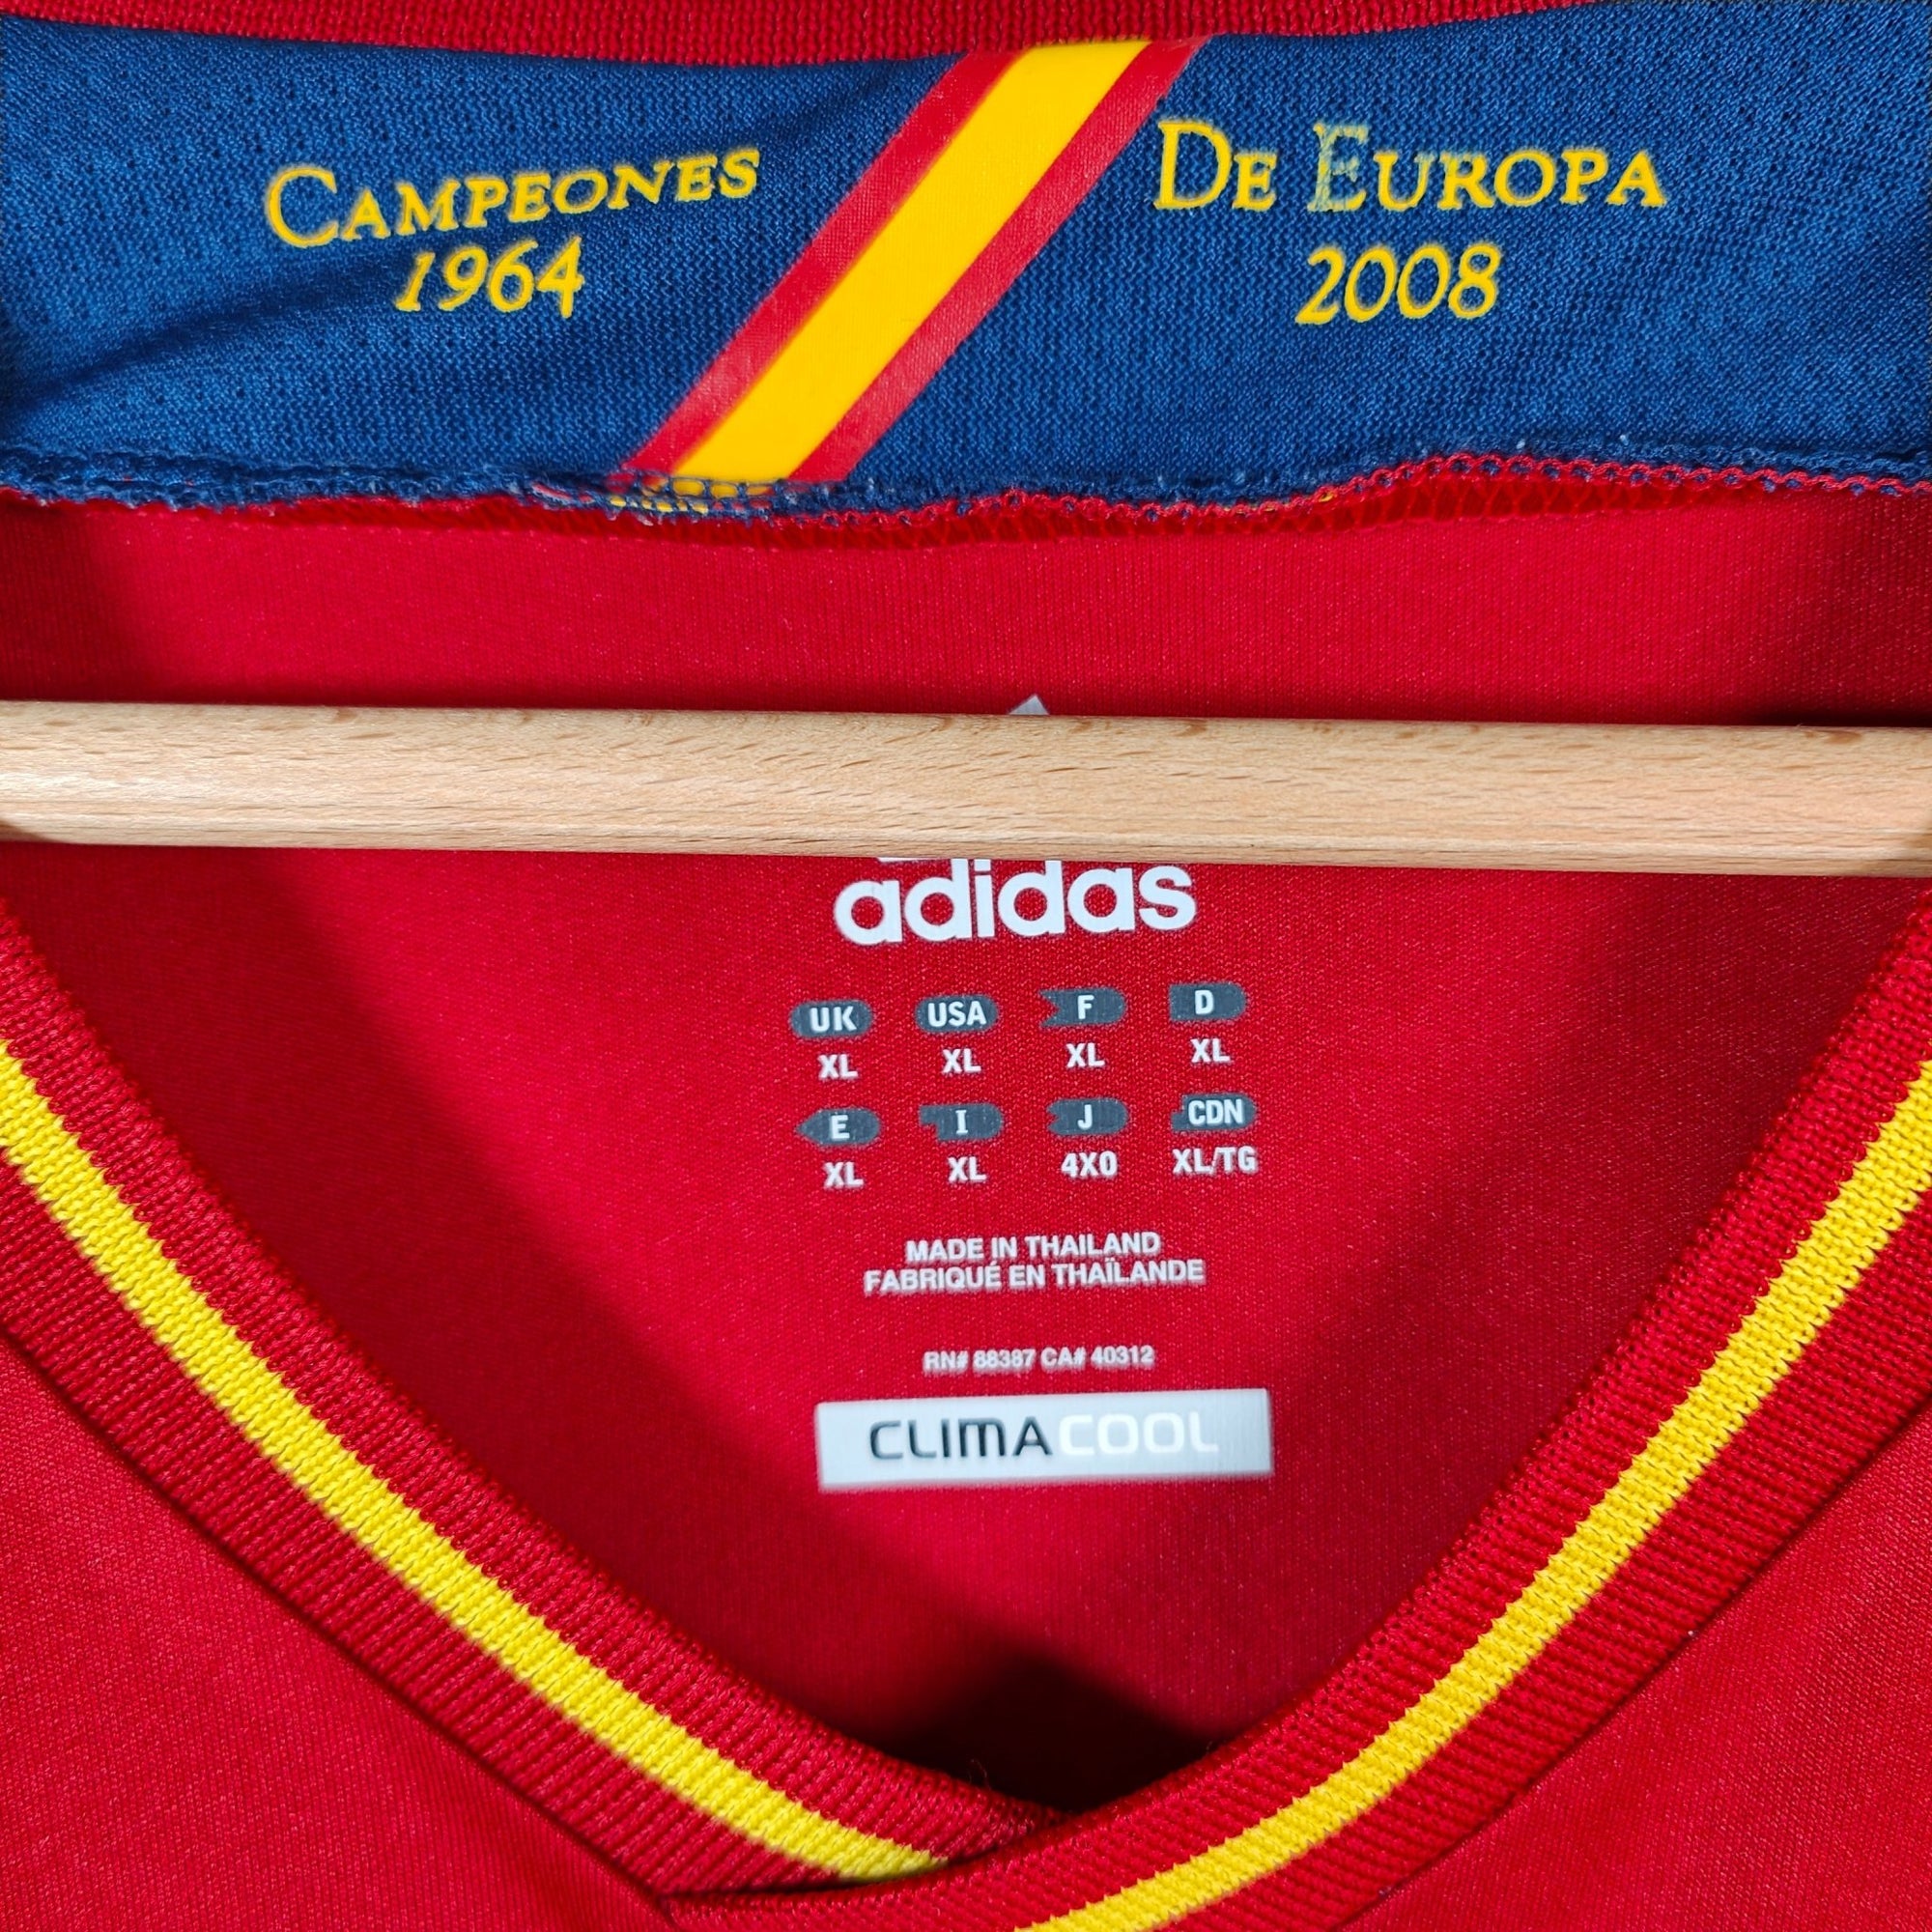 CAMPEONES
1964
DE EUROPA
2008
adidas
UK USA F D
XL XL XL XL
E I J CDN
XL XL 4XO XL/TG
MADE IN THAILAND
FABRIQUÉ EN THAÏLANDE
RN# 88387 CA# 40312
CLIMACOOL